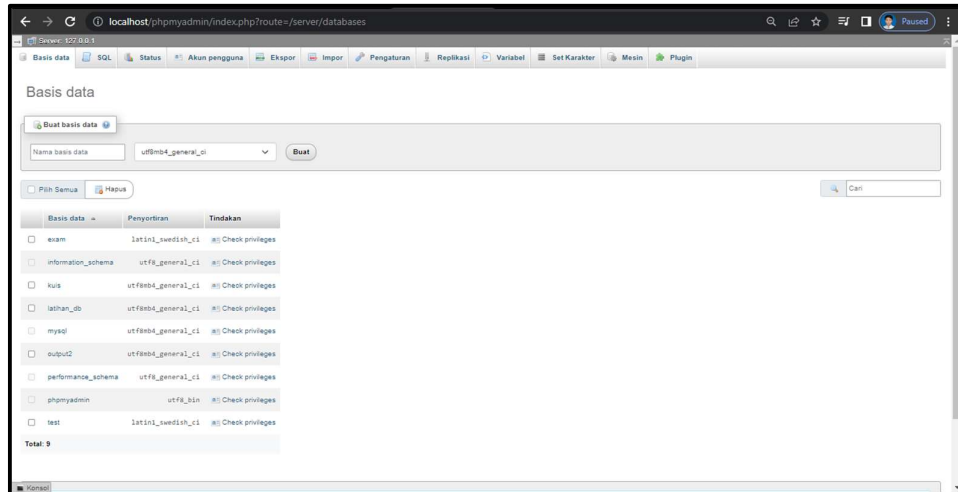 localhost/phpmyadmin/index.php?route=/server/databases
Paused
Server: 127.0.0.1
Basis data SQL Status Akun pengguna Ekspor Impor Pengaturan Replikasi Variabel Set Karakter Mesin Plugin
Basis data
Buat basis data
Nama basis data utf8mb4_general_ci Buat
Pilih Semua Hapus Cari
Basis data Penyortiran Tindakan
exam latin1_swedish_ci Check privileges
information_schema utf8_general_ci Check privileges
kuis utf8mb4_general_ci Check privileges
latihan_db utf8mb4_general_ci Check privileges
mysql utf8mb4_general_ci Check privileges
output2 utf8mb4_general_ci Check privileges
performance_schema utf8_general_ci Check privileges
phpmyadmin utf8_bin Check privileges
test latin1_swedish_ci Check privileges
Total: 9
Konsol